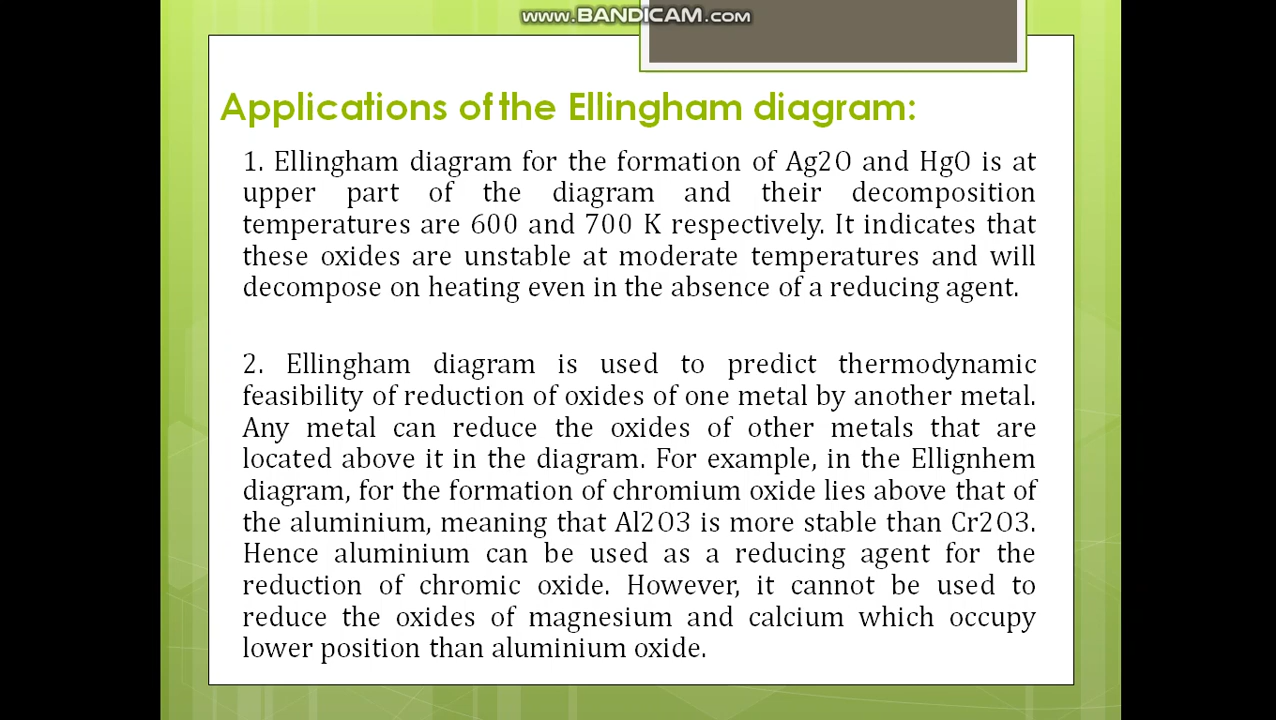 www.BANDICAM.com
Applications of the Ellingham diagram:
1. Ellingham diagram for the formation of Ag2O and HgO is at
upper part of the diagram and their decomposition
temperatures are 600 and 700 K respectively. It indicates that
these oxides are unstable at moderate temperatures and will
decompose on heating even in the absence of a reducing agent.
2. Ellingham diagram is used to predict thermodynamic
feasibility of reduction of oxides of one metal by another metal.
Any metal can reduce the oxides of other metals that are
located above it in the diagram. For example, in the Ellignhem
diagram, for the formation of chromium oxide lies above that of
the aluminium, meaning that Al2O3 is more stable than Cr2O3.
Hence aluminium can be used as a reducing agent for the
reduction of chromic oxide. However, it cannot be used to
reduce the oxides of magnesium and calcium which occupy
lower position than aluminium oxide.